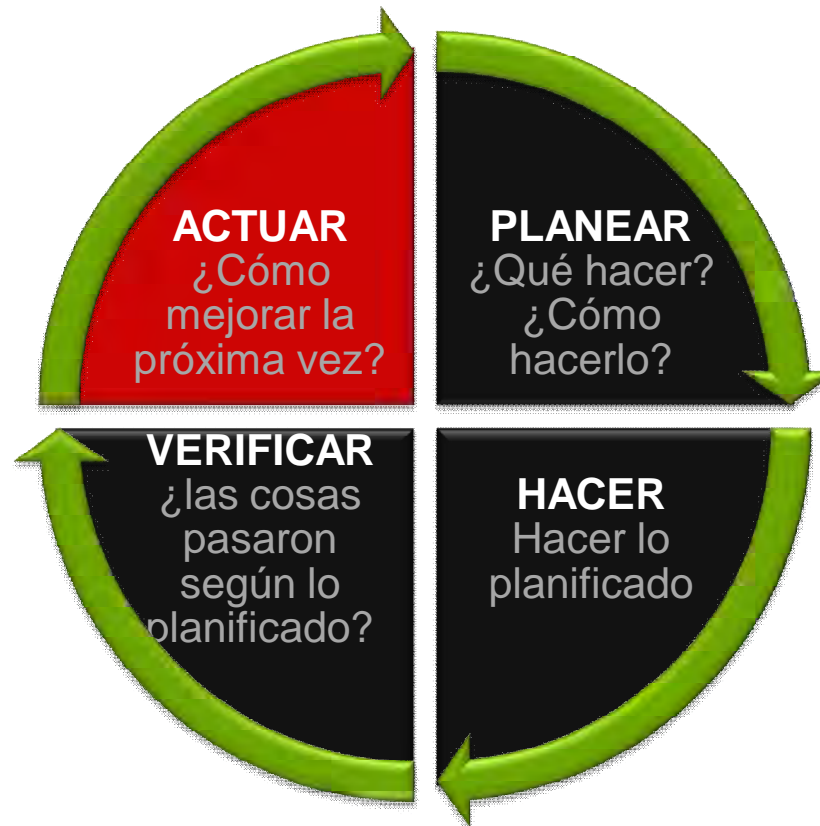 ACTUAR
¿Cómo
mejorar la
próxima vez?
PLANEAR
¿Qué hacer?
¿Cómo
hacerlo?
VERIFICAR
¿las cosas
pasaron
según lo
planificado?
HACER
Hacer lo
planificado